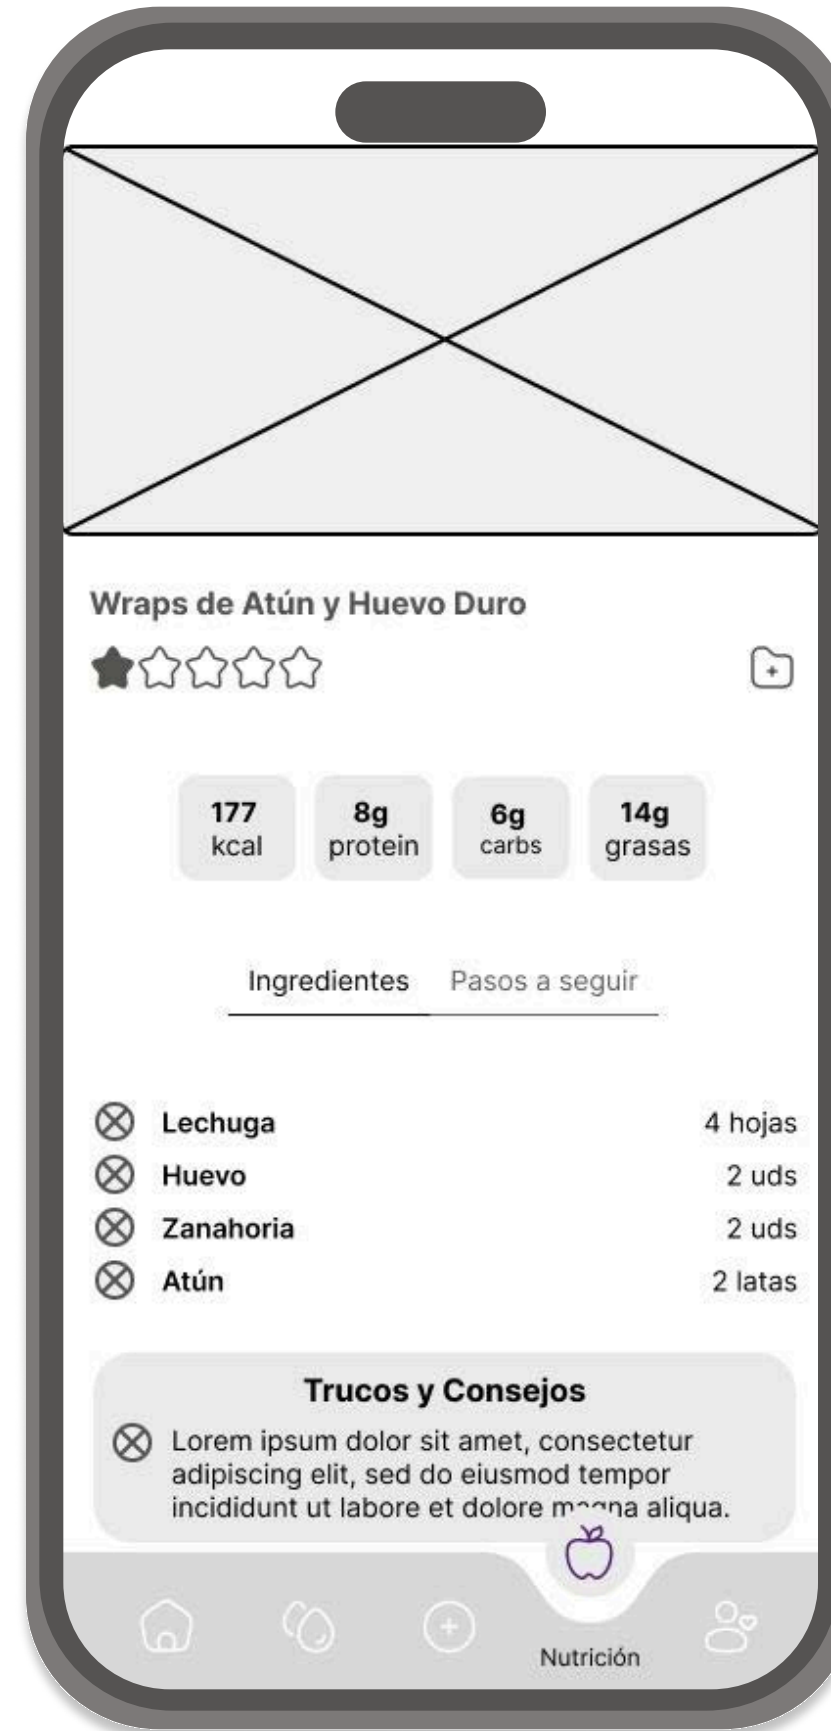 Wraps de Atún y Huevo Duro
177 8g 6g 14g
kcal protein carbs grasas
Ingredientes Pasos a seguir
Lechuga 4 hojas
Huevo 2 uds
Zanahoria 2 uds
Atún 2 latas
Trucos y Consejos
Lorem ipsum dolor sit amet, consectetur
adipiscing elit, sed do eiusmod tempor
incididunt ut labore et dolore magna aliqua.
Nutrición